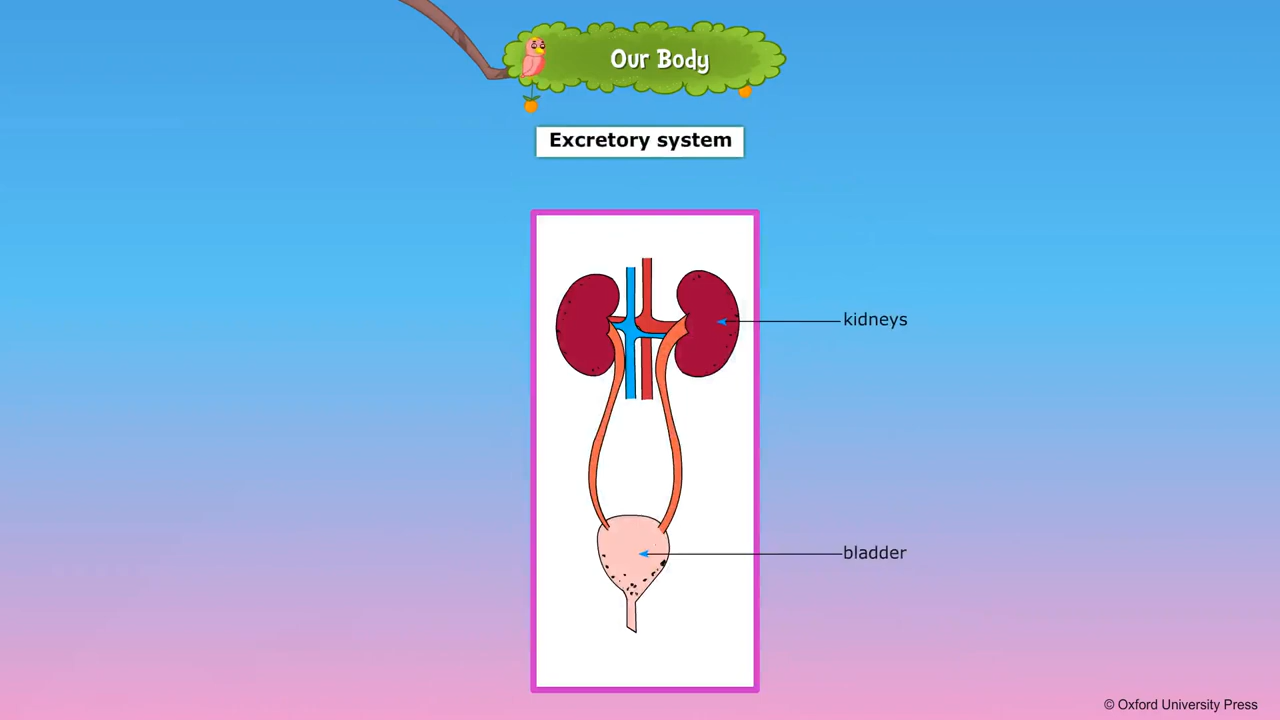 Our Body
Excretory system
kidneys
bladder
© Oxford University Press